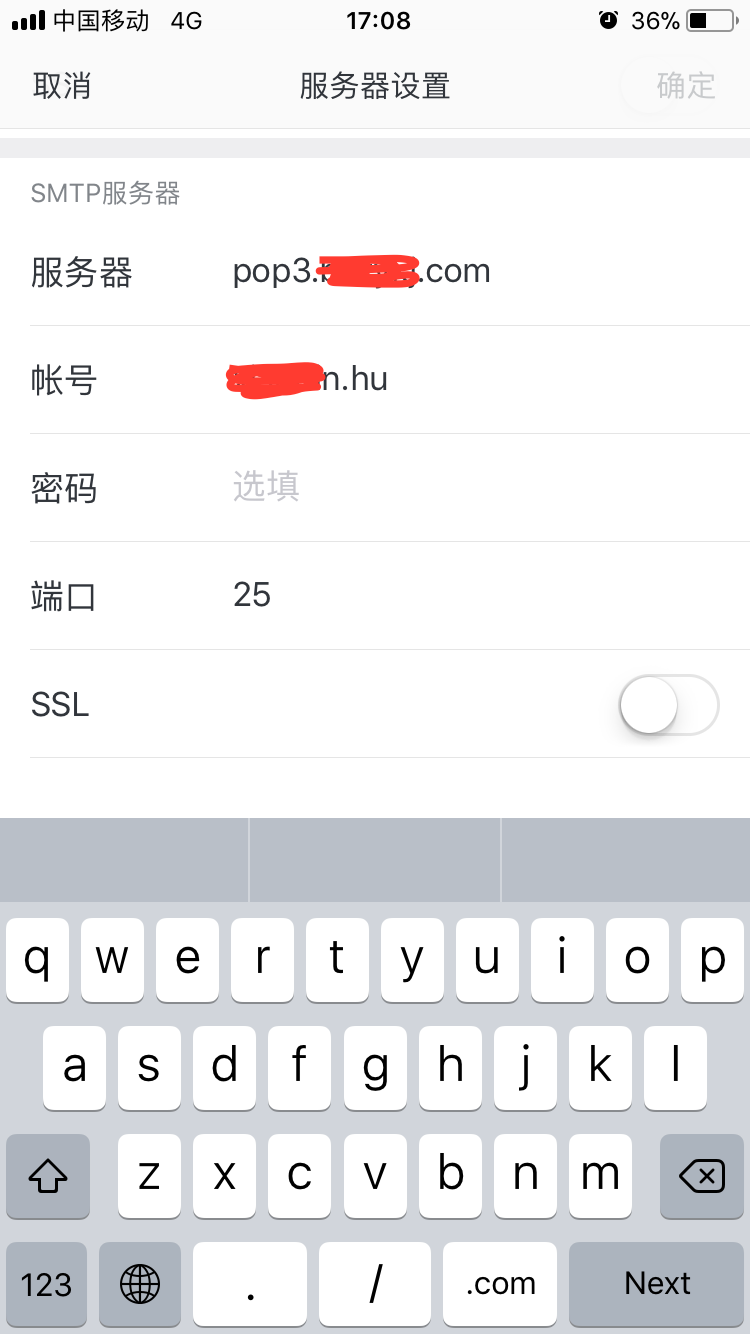 中国移动 4G 17:08 36%
取消 服务器设置 确定
SMTP服务器
服务器 pop3. .com
帐号 n.hu
密码 选填
端口 25
SSL
q w e r t y u i o p
a s d f g h j k l
z x c v b n m
123 . / .com Next